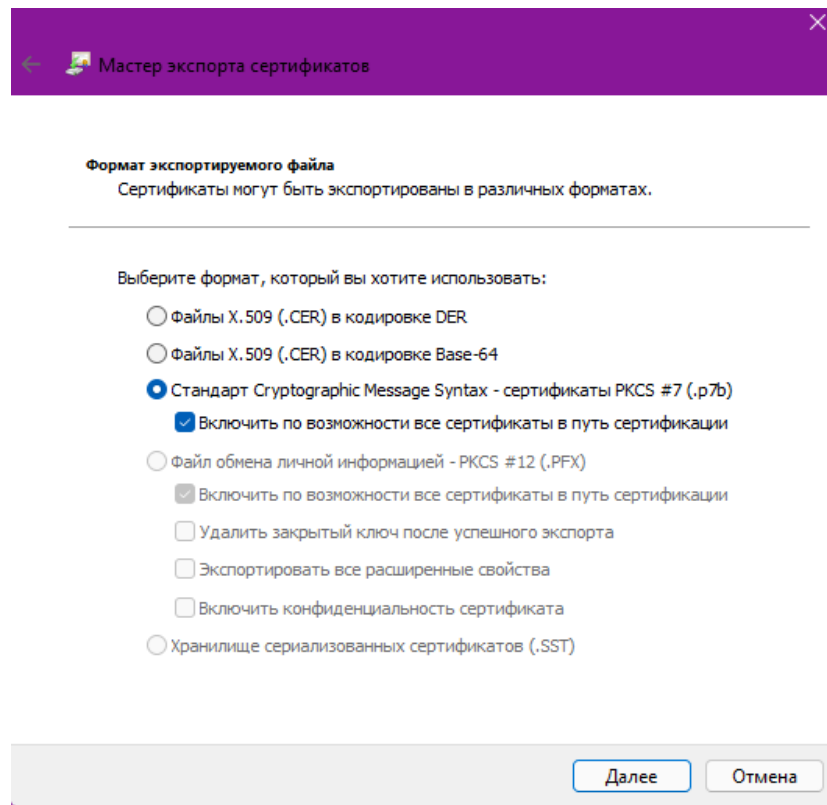 Мастер экспорта сертификатов
Формат экспортируемого файла
Сертификаты могут быть экспортированы в различных форматах.
Выберите формат, который вы хотите использовать:
Файлы X.509 (.CER) в кодировке DER
Файлы X.509 (.CER) в кодировке Base-64
Стандарт Cryptographic Message Syntax - сертификаты PKCS #7 (.p7b)
Включить по возможности все сертификаты в путь сертификации
Файл обмена личной информацией - PKCS #12 (.PFX)
Включить по возможности все сертификаты в путь сертификации
Удалить закрытый ключ после успешного экспорта
Экспортировать все расширенные свойства
Включить конфиденциальность сертификата
Хранилище сериализованных сертификатов (.SST)
Далее
Отмена